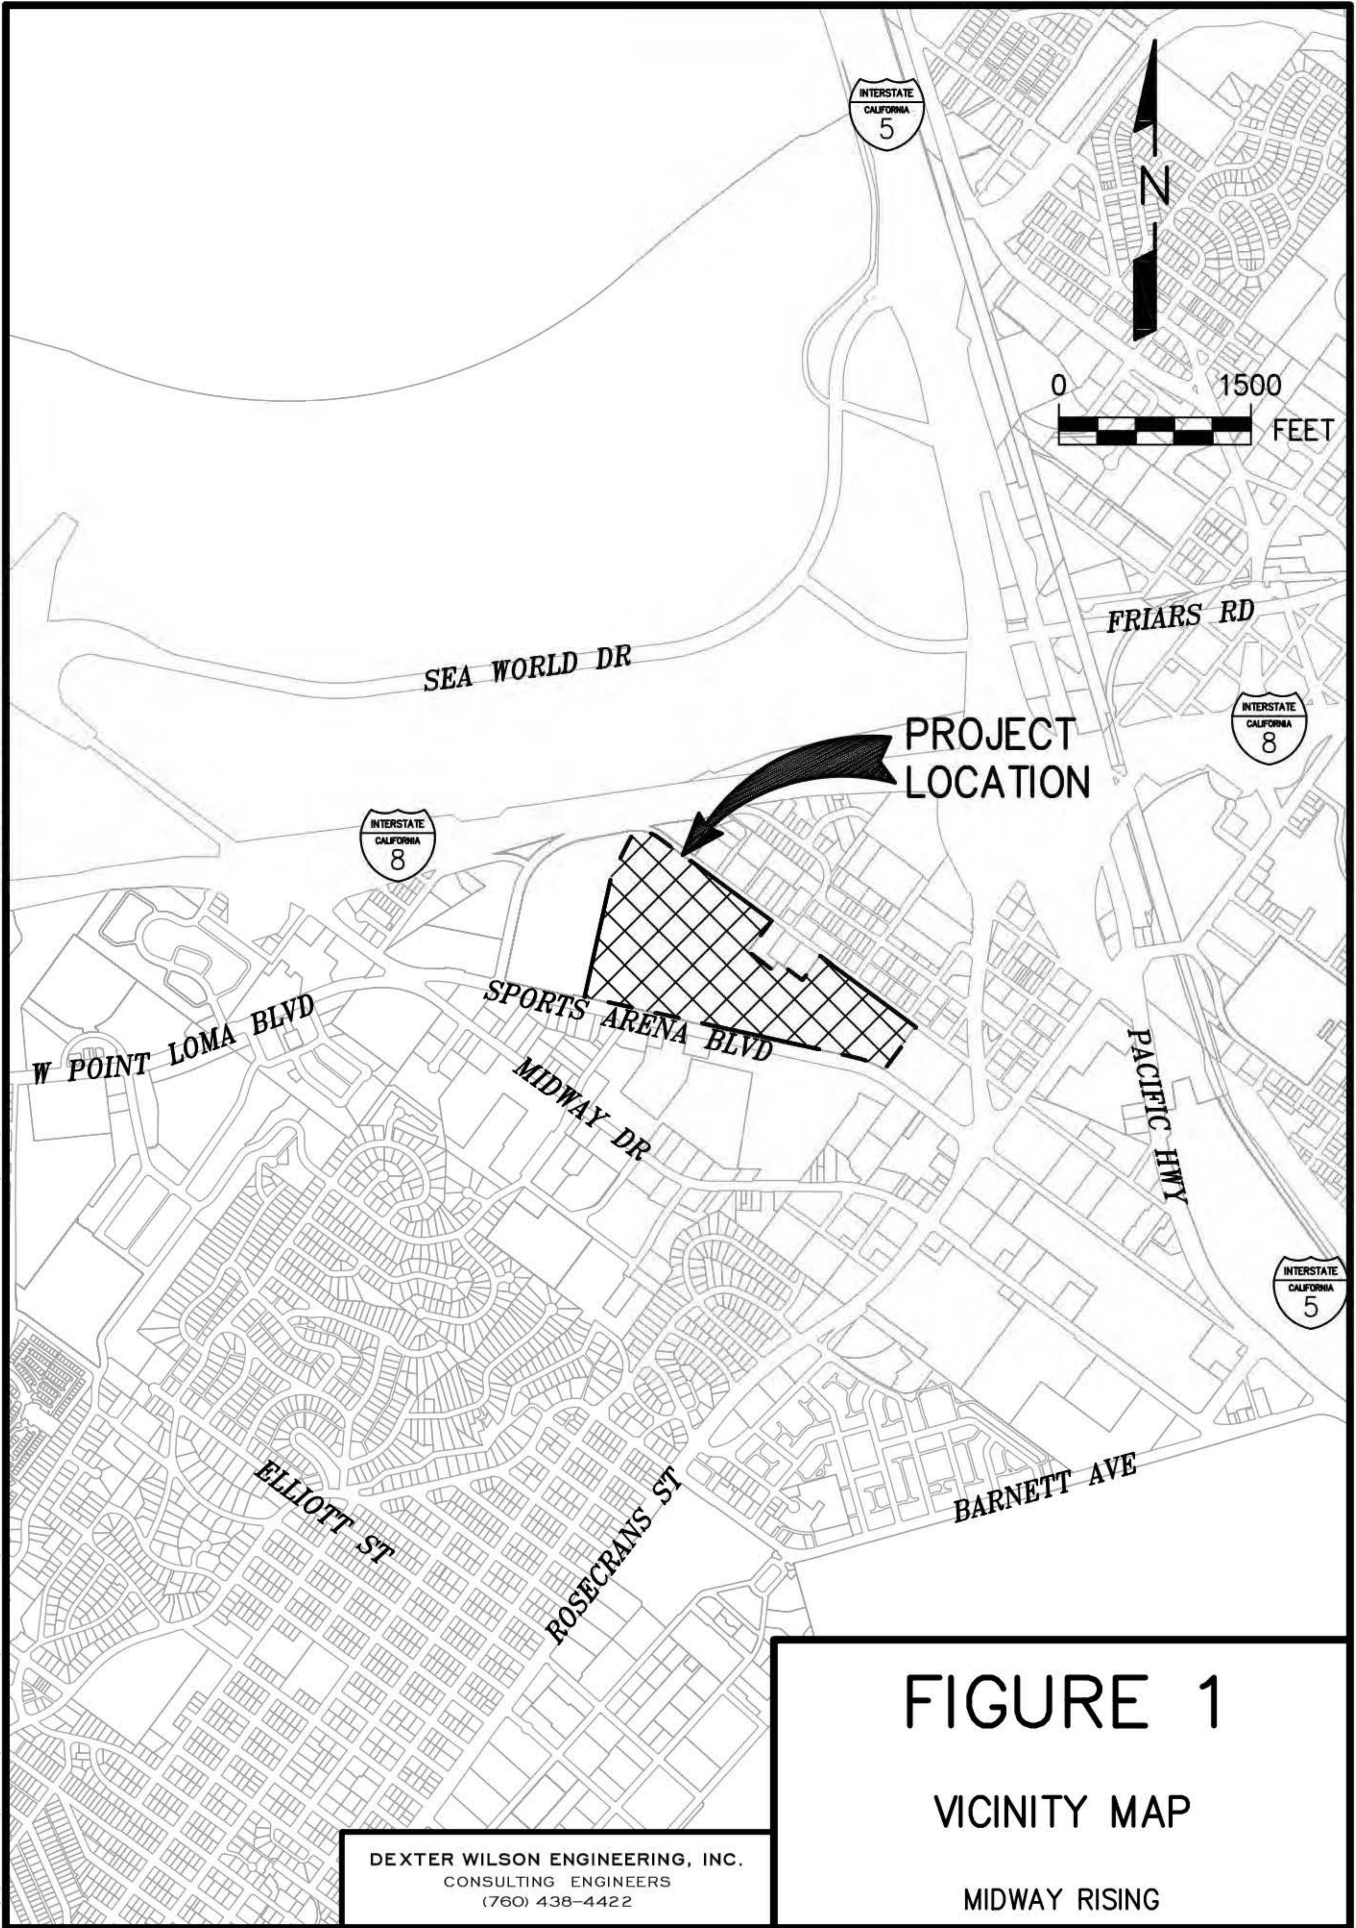 INTERSTATE
CALIFORNIA
5
N
0 1500
FEET
FRIARS RD
SEA WORLD DR
INTERSTATE
CALIFORNIA
8
PROJECT
LOCATION
INTERSTATE
CALIFORNIA
8
SPORTS ARENA BLVD
W POINT LOMA BLVD
MIDWAY DR
PACIFIC HWY
INTERSTATE
CALIFORNIA
5
ELLIOTT ST
ROSECRANS ST
BARNETT AVE
FIGURE 1
VICINITY MAP
MIDWAY RISING
DEXTER WILSON ENGINEERING, INC.
CONSULTING ENGINEERS
(760) 438-4422